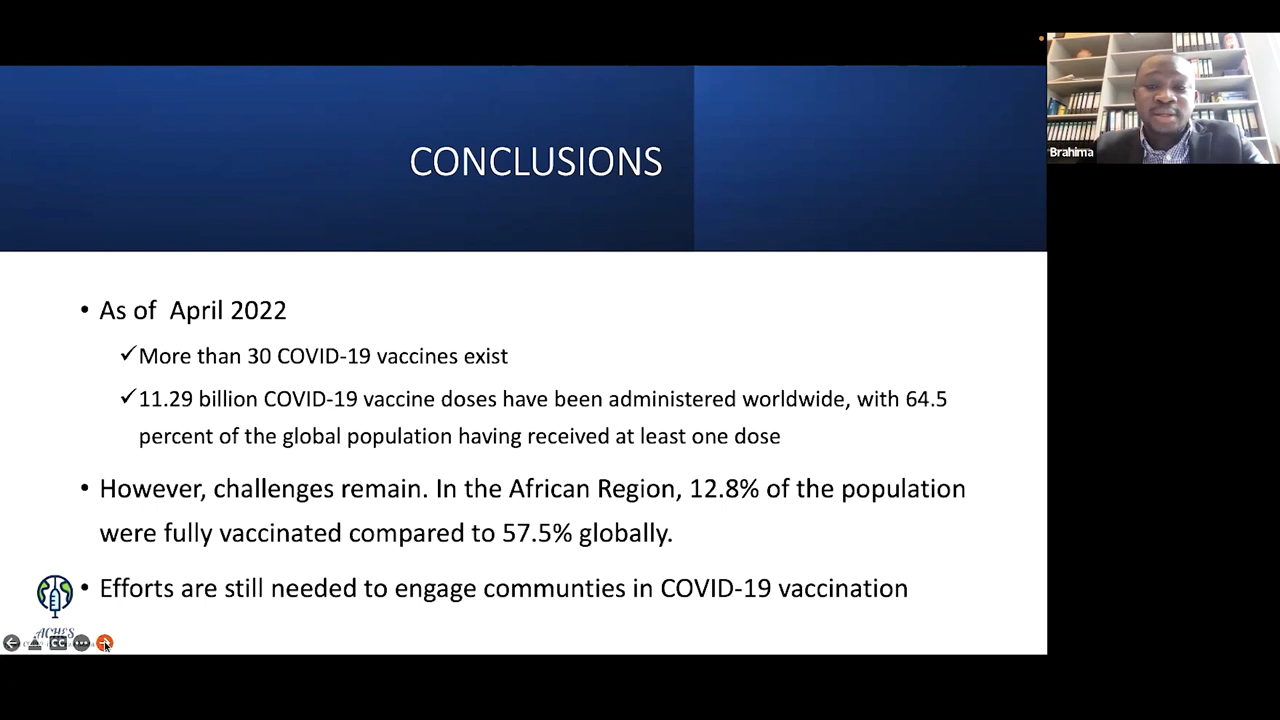 CONCLUSIONS
Brahima
• As of  April 2022
✓More than 30 COVID-19 vaccines exist
✓11.29 billion COVID-19 vaccine doses have been administered worldwide, with 64.5
percent of the global population having received at least one dose
• However, challenges remain. In the African Region, 12.8% of the population
were fully vaccinated compared to 57.5% globally.
• Efforts are still needed to engage communties in COVID-19 vaccination
ACHES
CC